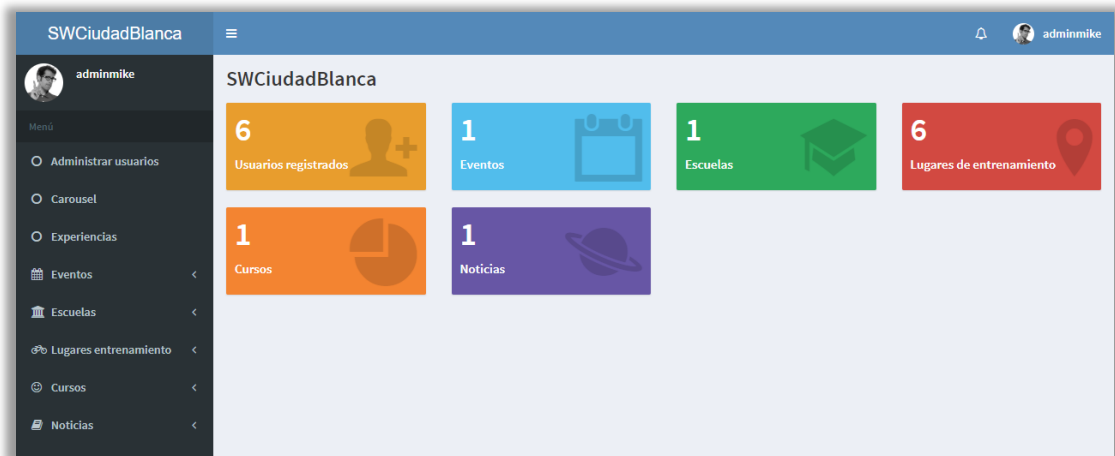 SWCiudadBlanca
adminmike
adminmike
Menú
Administrar usuarios
Carousel
Experiencias
Eventos
Escuelas
Lugares entrenamiento
Cursos
Noticias
SWCiudadBlanca
6
Usuarios registrados
1
Eventos
1
Escuelas
6
Lugares de entrenamiento
1
Cursos
1
Noticias